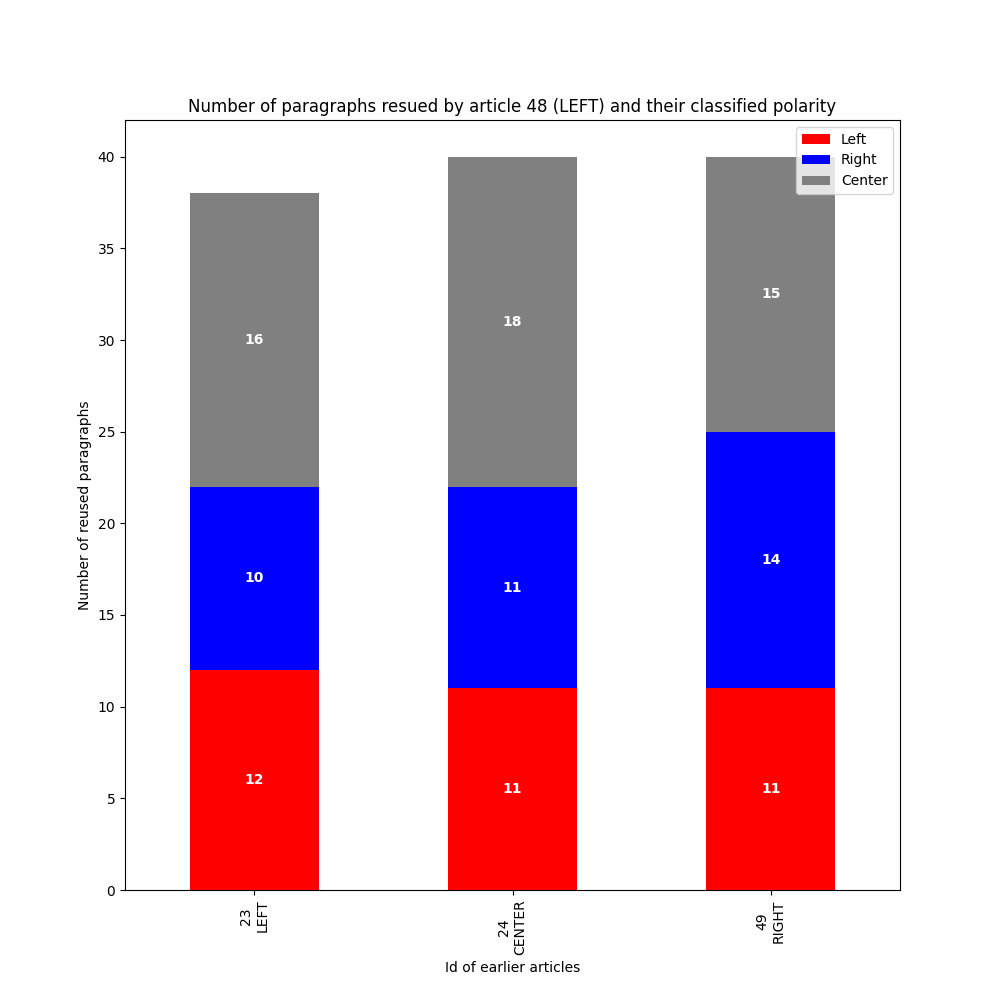 Number of paragraphs resued by article 48 (LEFT) and their classified polarity
Left
Right
Center
40
35
30
25
20
15
10
5
0
Number of reused paragraphs
16
18
15
10
11
14
12
11
11
23
LEFT
24
CENTER
49
RIGHT
Id of earlier articles